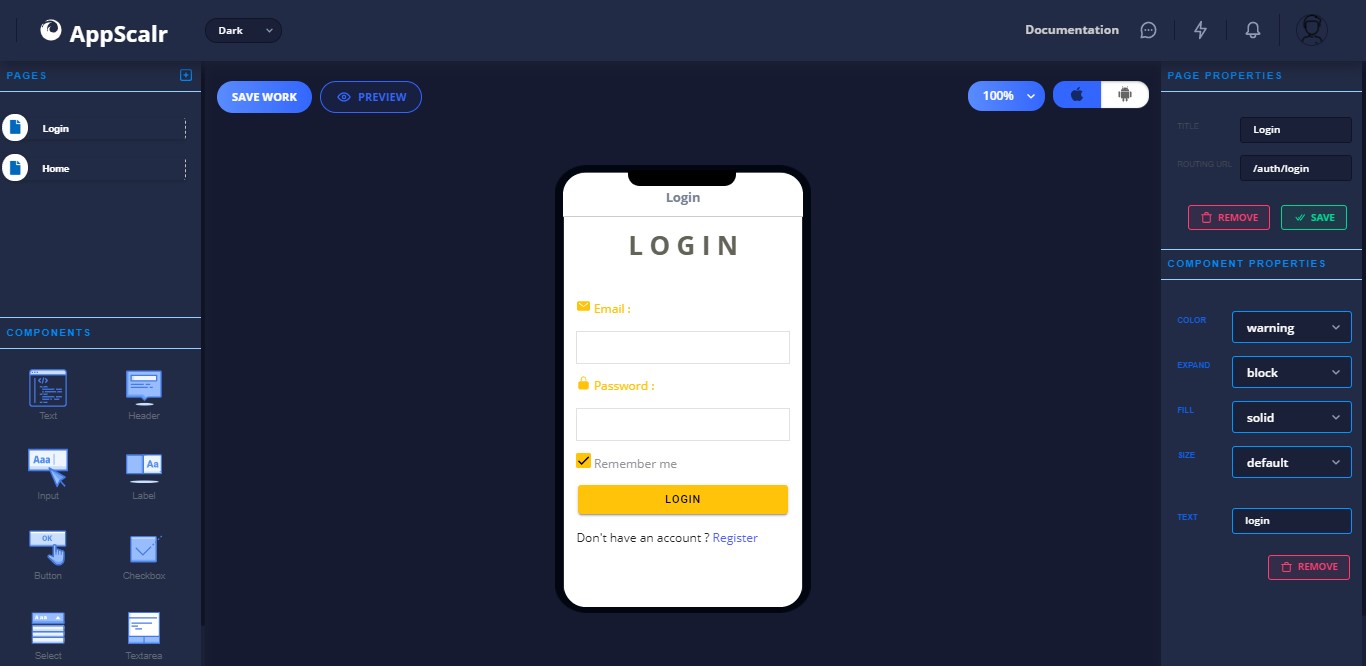 AppScalr
Dark
Documentation
PAGES
Login
Home
COMPONENTS
Text
Header
Aaa
Input
Aa
Label
OK
Button
Checkbox
Aaa
Select
Textarea
SAVE WORK
PREVIEW
100%
Login
LOGIN
Email :
Password :
Remember me
LOGIN
Don't have an account ? Register
PAGE PROPERTIES
TITLE
Login
ROUTING URL
/auth/login
REMOVE
SAVE
COMPONENT PROPERTIES
COLOR
warning
EXPAND
block
FILL
solid
SIZE
default
TEXT
login
REMOVE